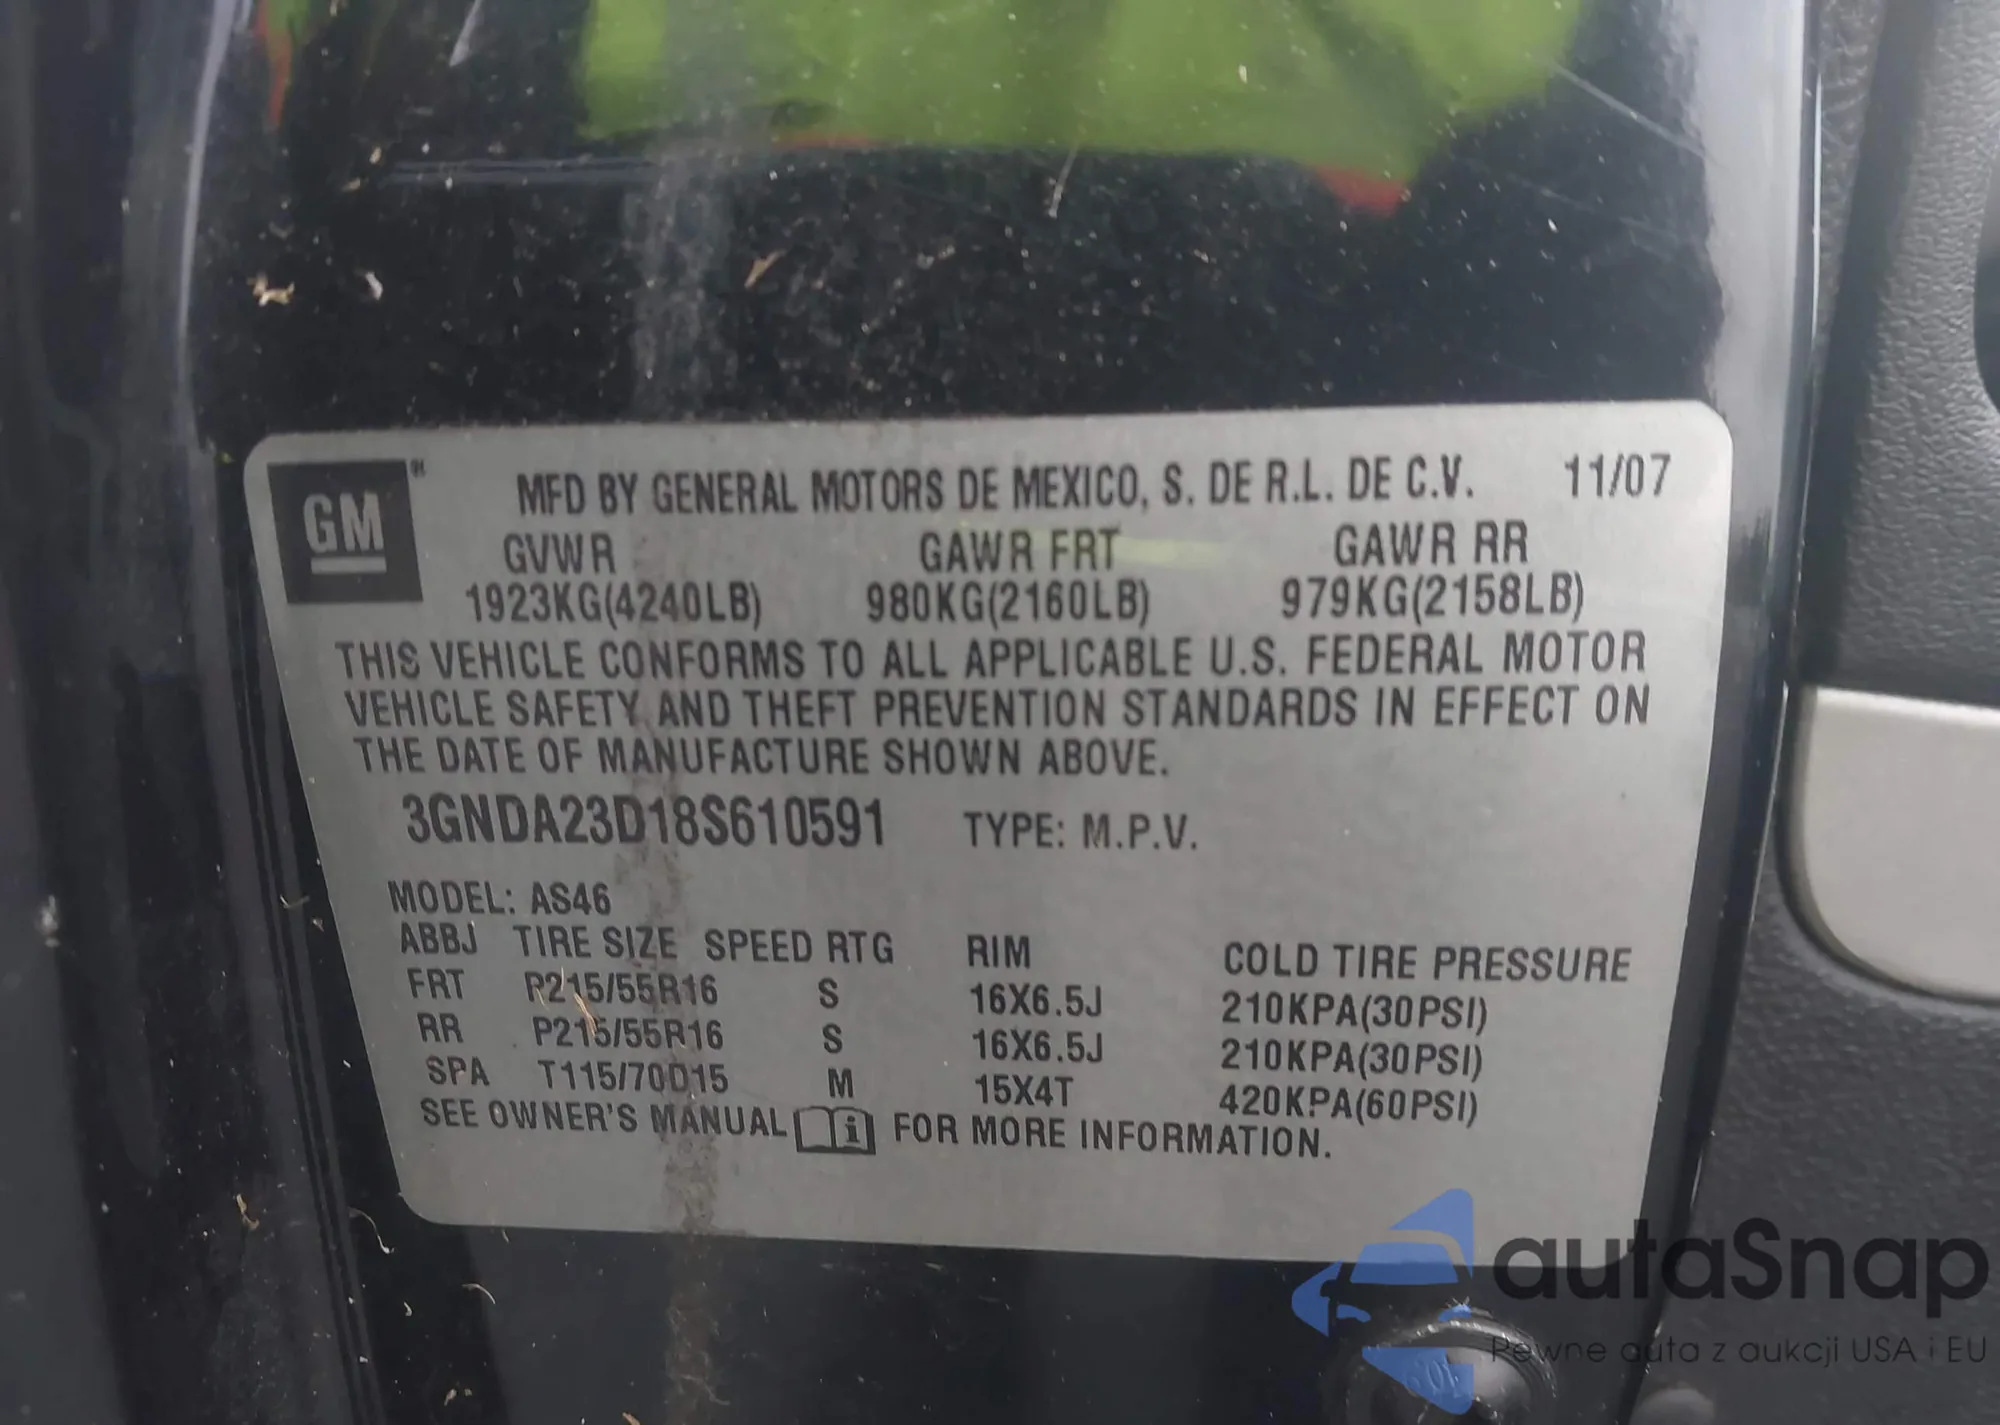 GM
MFD BY GENERAL MOTORS DE MEXICO, S. DE R.L. DE C.V. 11/07
GVWR GAWR FRT GAWR RR
1923KG(4240LB) 980KG(2160LB) 979KG(2158LB)
THIS VEHICLE CONFORMS TO ALL APPLICABLE U.S. FEDERAL MOTOR
VEHICLE SAFETY AND THEFT PREVENTION STANDARDS IN EFFECT ON
THE DATE OF MANUFACTURE SHOWN ABOVE.
3GNDA23D18S610591 TYPE: M.P.V.
MODEL: AS46
ABBJ TIRE SIZE SPEED RTG RIM COLD TIRE PRESSURE
FRT P215/55R16 S 16X6.5J 210KPA(30PSI)
RR P215/55R16 S 16X6.5J 210KPA(30PSI)
SPA T115/70D15 M 15X4T 420KPA(60PSI)
SEE OWNER'S MANUAL i FOR MORE INFORMATION.
autaSnap
Pewne auta z aukcji USA i EU